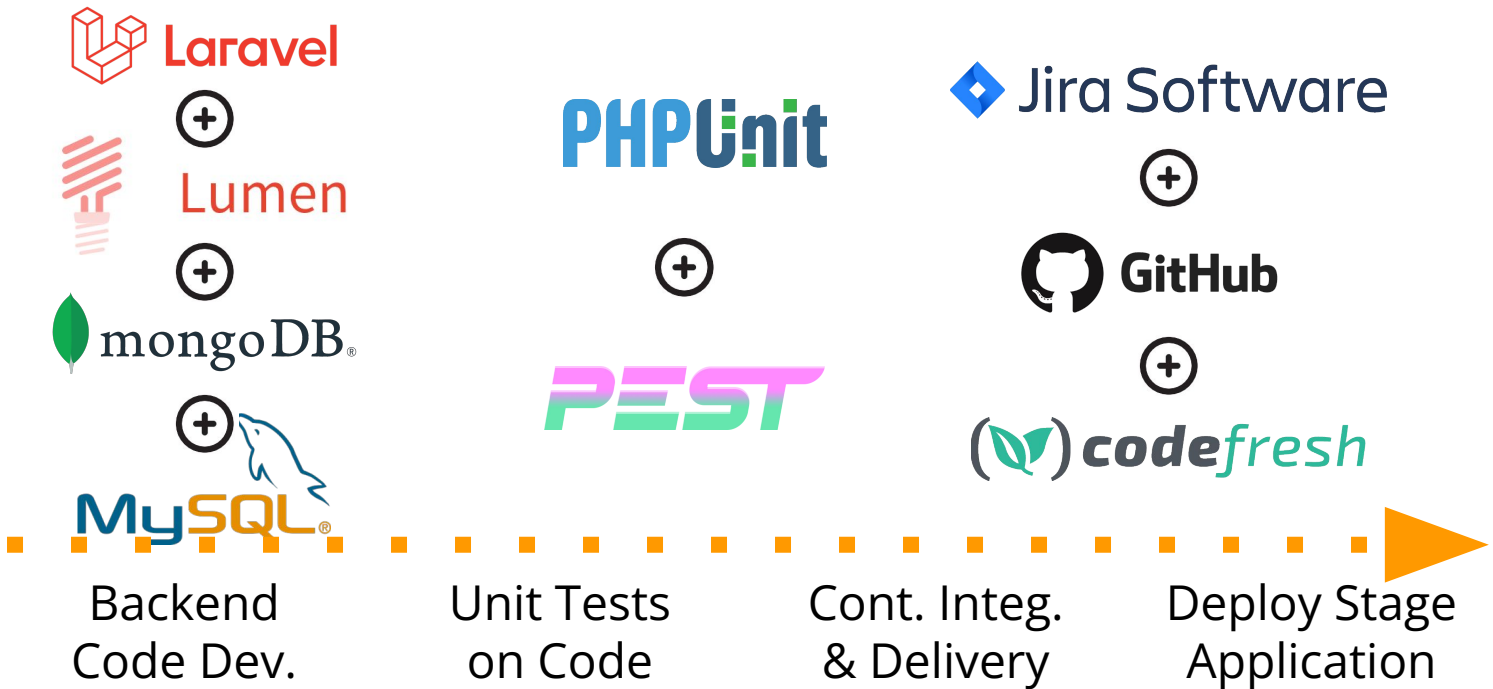 Laravel
Lumen
mongoDB®
MySQL®
PHPUnit
PEST
Jira Software
GitHub
codefresh
Backend
Code Dev.
Unit Tests
on Code
Cont. Integ.
& Delivery
Deploy Stage
Application